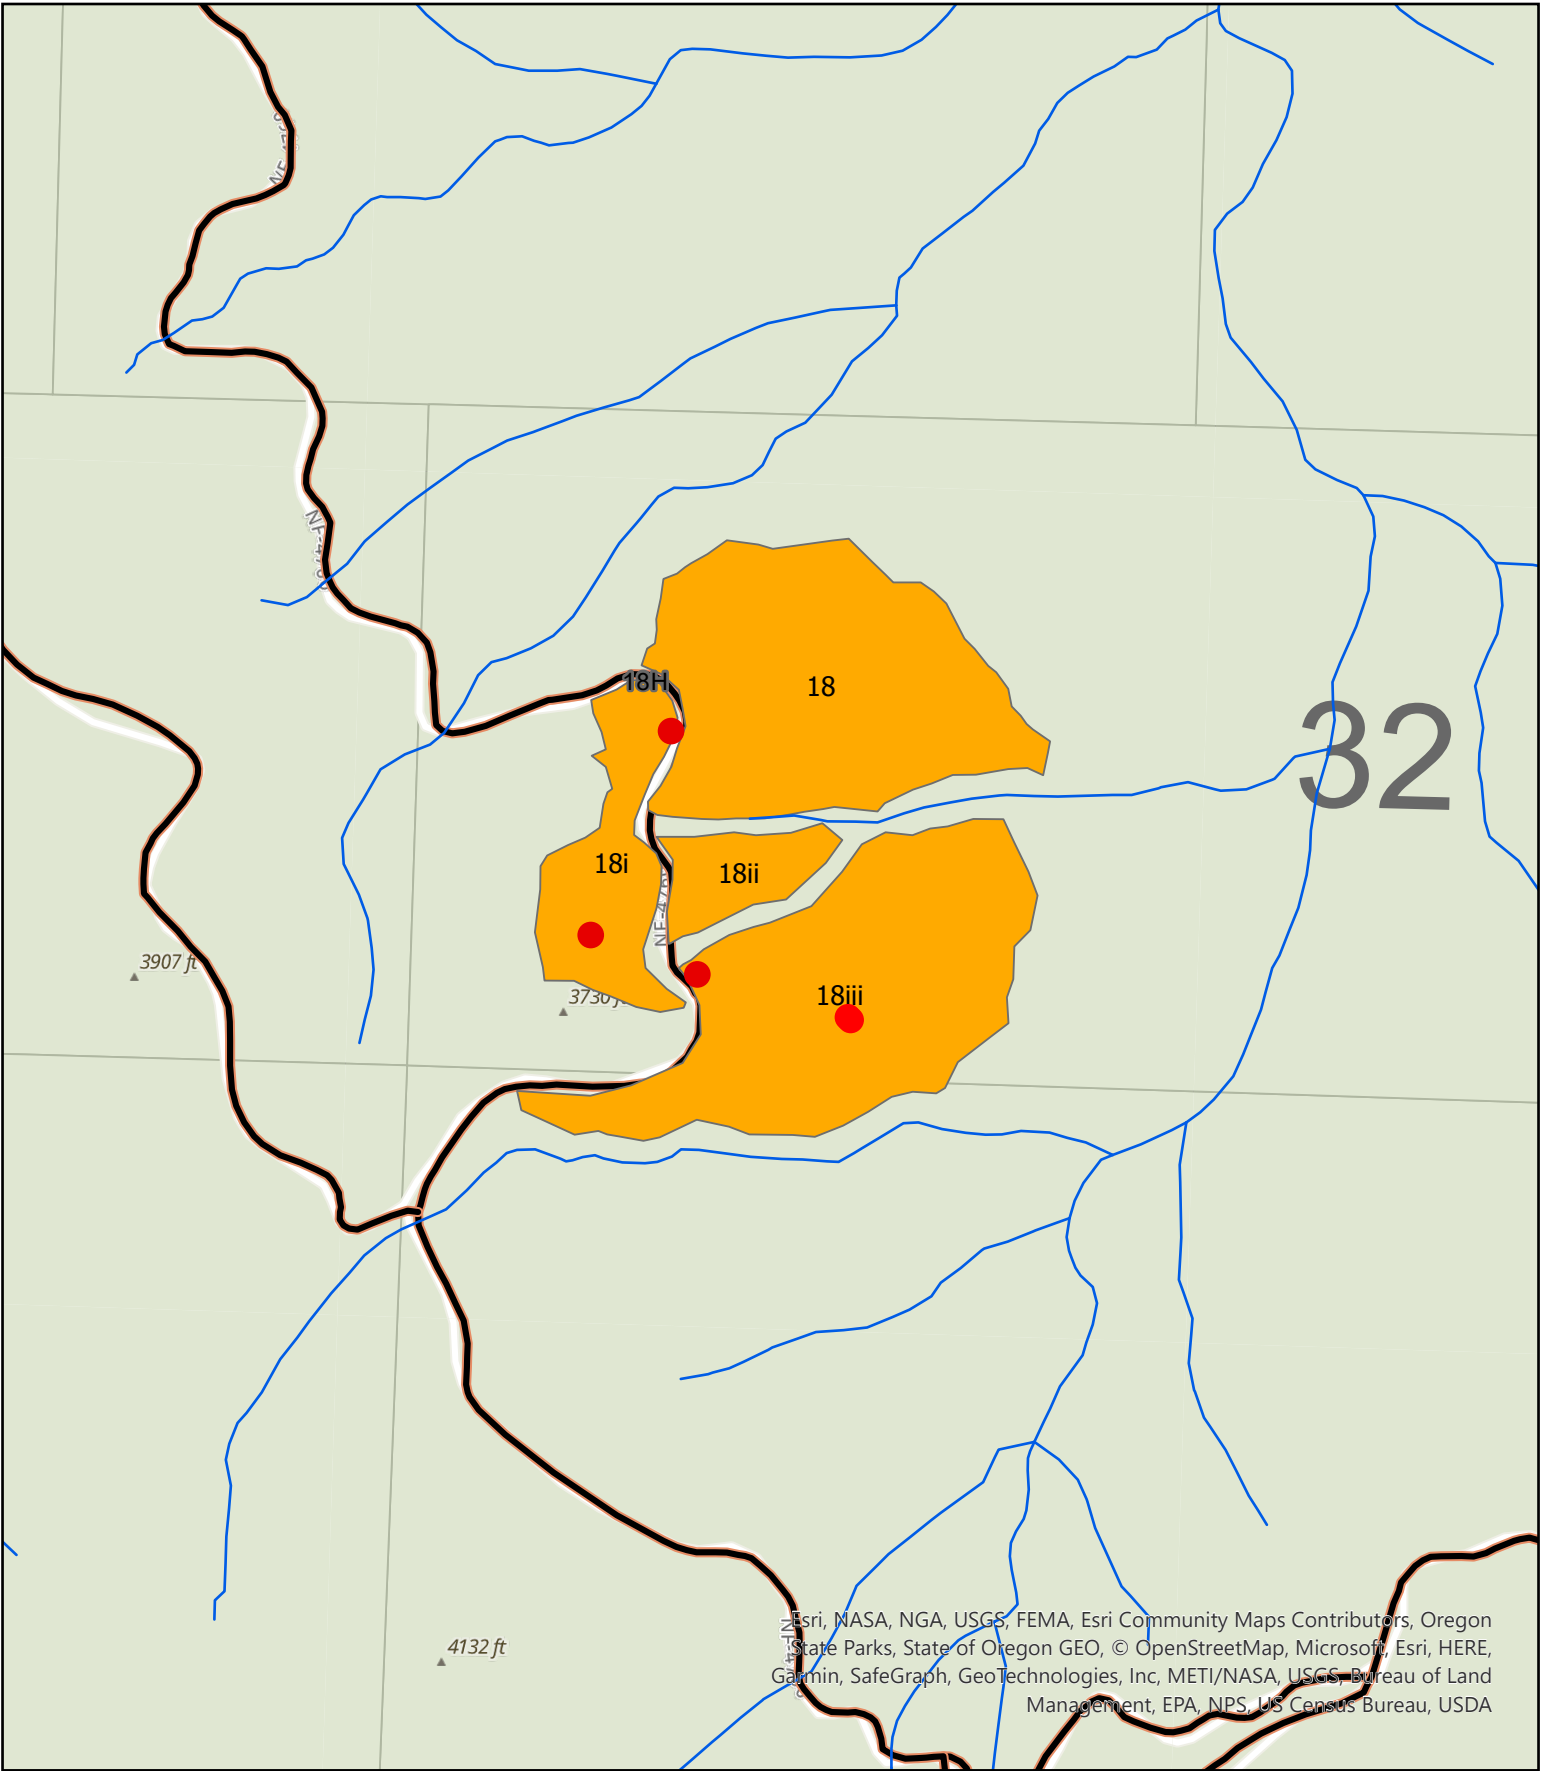 18H
18
32
18i
18ii
3907 ft
18iii
4132 ft
Esri, NASA, NGA, USGS, FEMA, Esri Community Maps Contributors, Oregon
State Parks, State of Oregon GEO, © OpenStreetMap, Microsoft, Esri, HERE,
Garmin, SafeGraph, GeoTechnologies, Inc, METI/NASA, USGS, Bureau of Land
Management, EPA, NPS, US Census Bureau, USDA